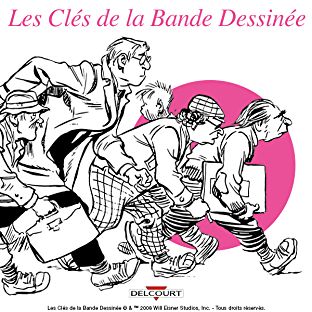 Les Clés de la Bande Dessinée
DELCOURT
Les Clés de la Bande Dessinée © & ™ 2009 Will Eisner Studios, Inc. - Tous droits réservés.